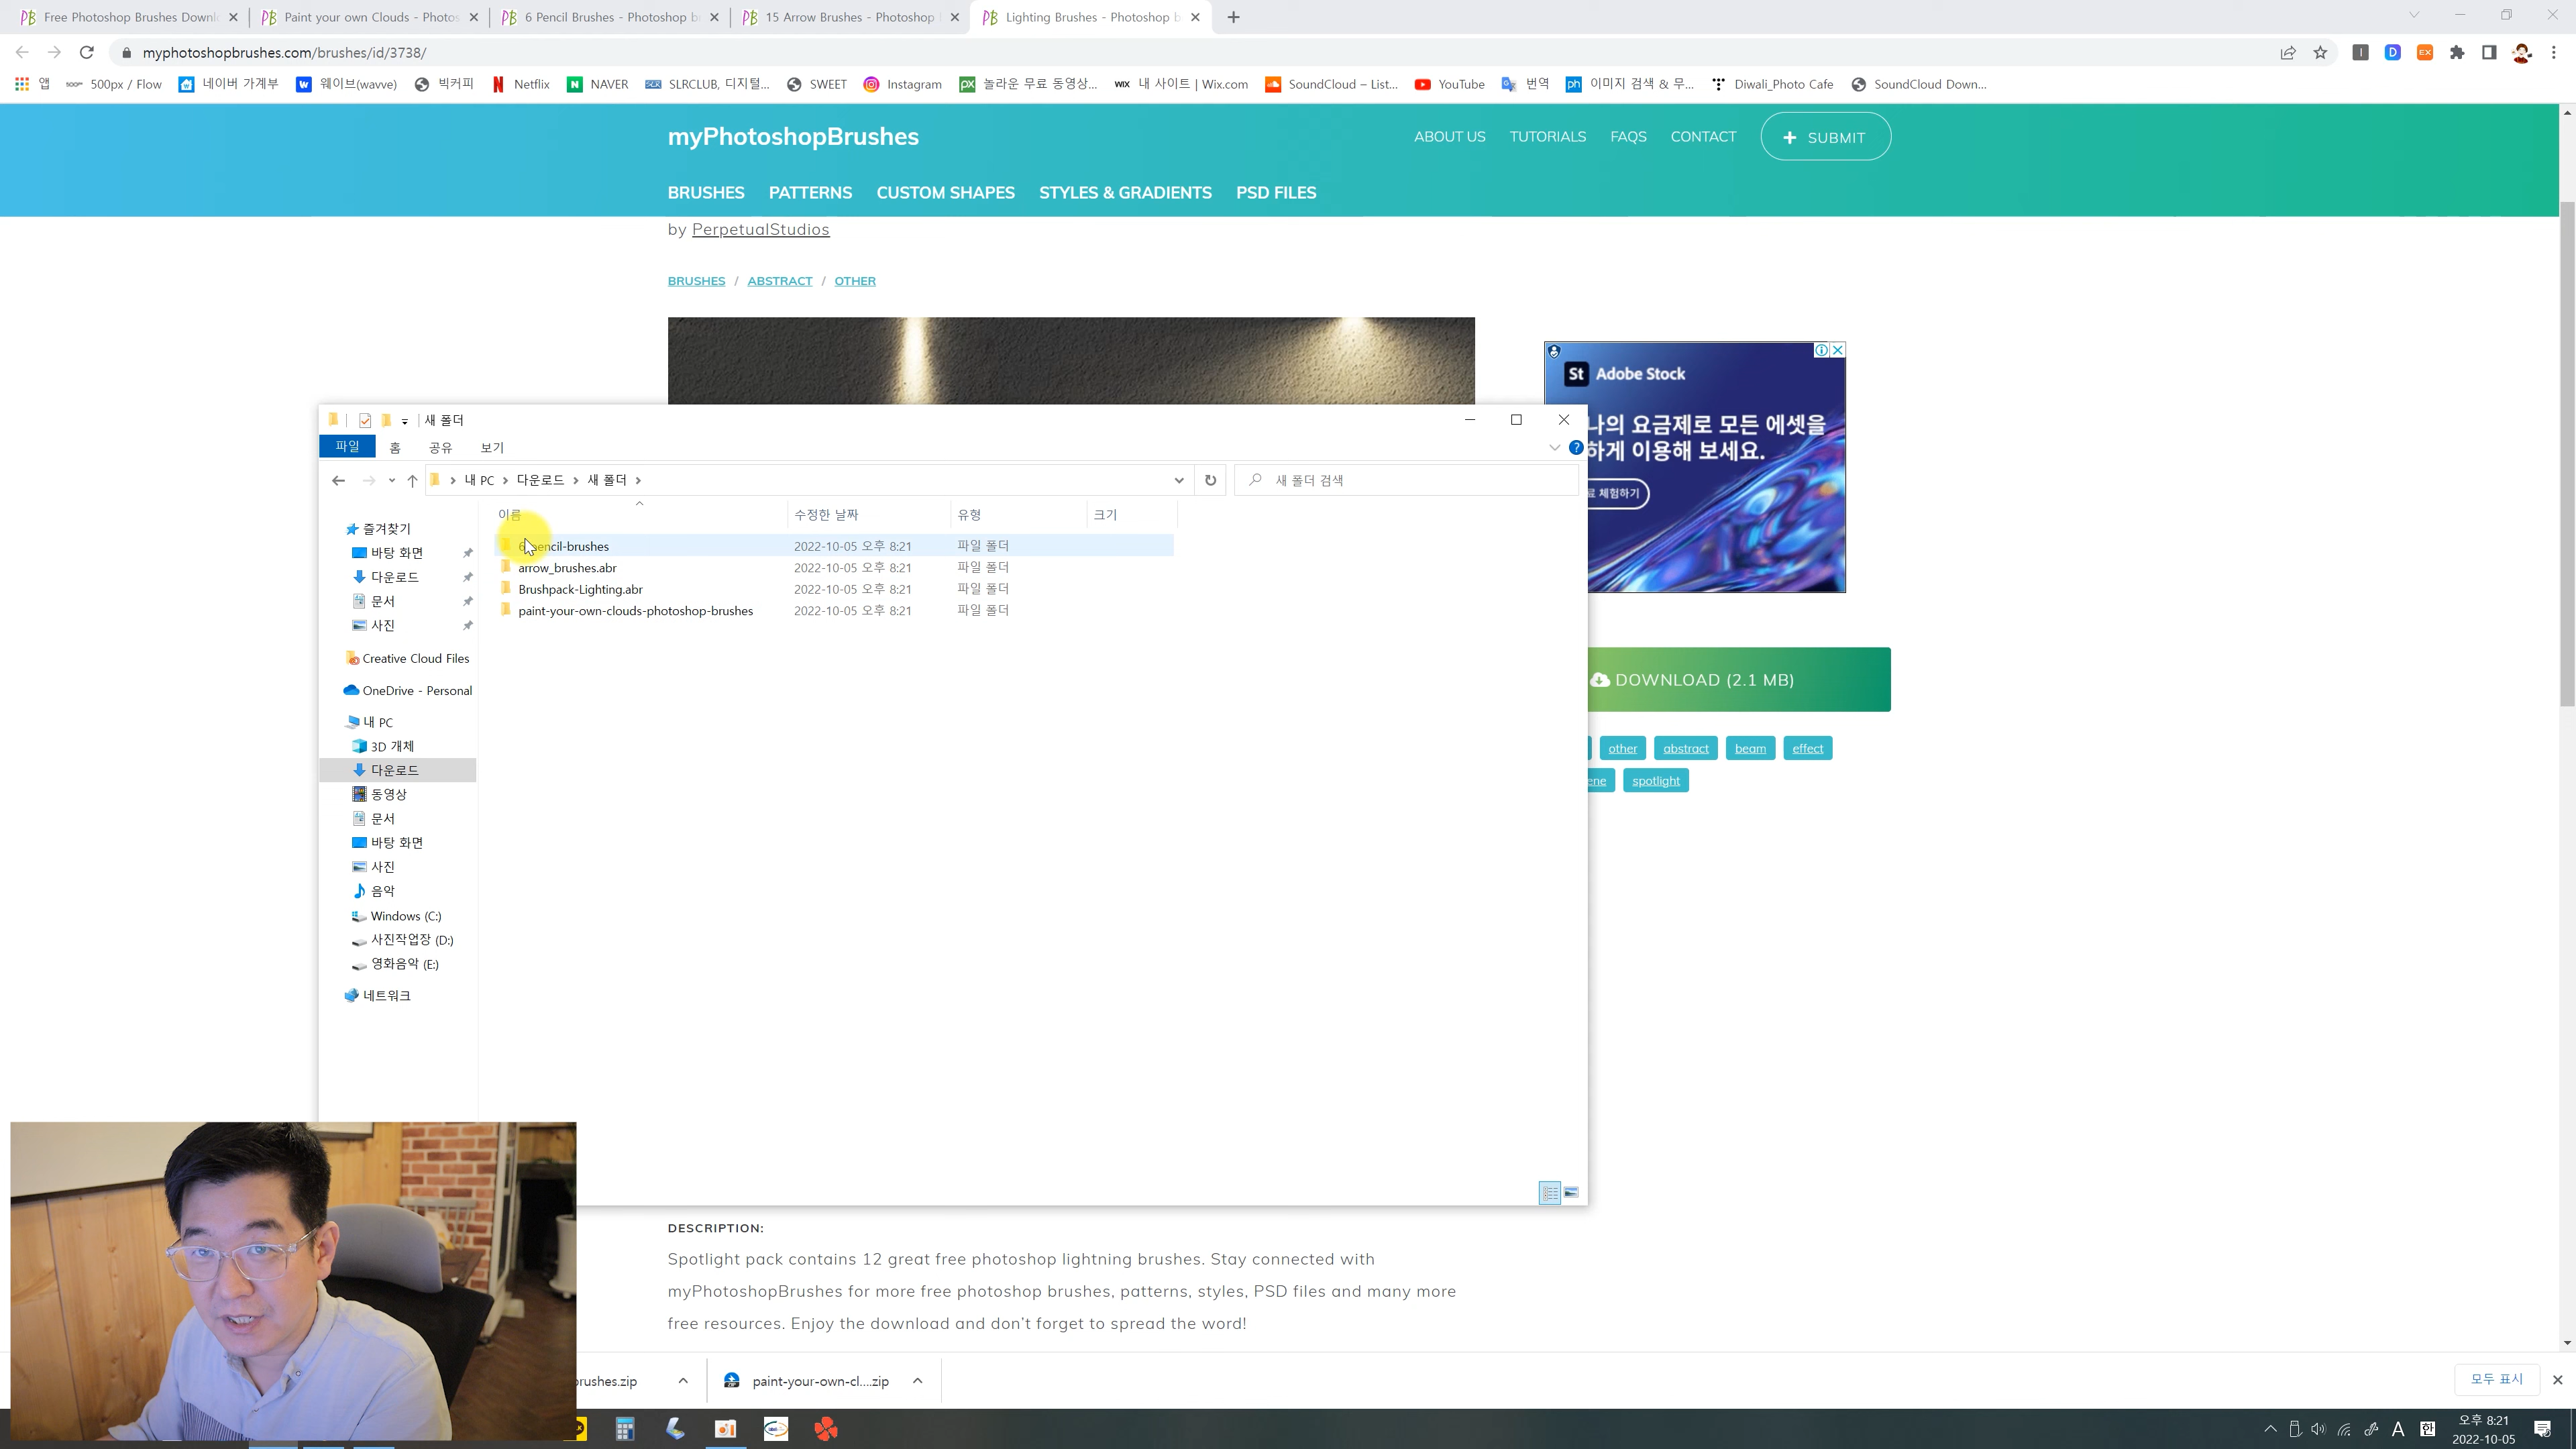 Free Photoshop Brushes Downl
Paint your own Clouds - Photos
6 Pencil Brushes - Photoshop b
15 Arrow Brushes - Photoshop
Lighting Brushes - Photoshop b
myphotoshopbrushes.com/brushes/id/3738/
앱
500px / Flow
네이버 가계부
웨이브(wavve)
빅커피
Netflix
NAVER
SLRCLUB, 디지털...
SWEET
Instagram
놀라운 무료 동영상...
내 사이트 | Wix.com
SoundCloud – List...
YouTube
번역
이미지 검색 & 무...
Diwali_Photo Cafe
SoundCloud Down...
myPhotoshopBrushes
ABOUT US TUTORIALS FAQS CONTACT + SUBMIT
BRUSHES PATTERNS CUSTOM SHAPES STYLES & GRADIENTS PSD FILES
by PerpetualStudios
BRUSHES / ABSTRACT / OTHER
St Adobe Stock
나의 요금제로 모든 에셋을
하게 이용해 보세요.
료 체험하기
새 폴더
파일 홈 공유 보기
내 PC > 다운로드 > 새 폴더 >
새 폴더 검색
이름 수정한 날짜 유형 크기
6-pencil-brushes 2022-10-05 오후 8:21 파일 폴더
arrow_brushes.abr 2022-10-05 오후 8:21 파일 폴더
Brushpack-Lighting.abr 2022-10-05 오후 8:21 파일 폴더
paint-your-own-clouds-photoshop-brushes 2022-10-05 오후 8:21 파일 폴더
즐겨찾기
바탕 화면
다운로드
문서
사진
Creative Cloud Files
OneDrive - Personal
내 PC
3D 개체
다운로드
동영상
문서
바탕 화면
사진
음악
Windows (C:)
사진작업장 (D:)
영화음악 (E:)
네트워크
DOWNLOAD (2.1 MB)
other abstract beam effect
ene spotlight
DESCRIPTION:
Spotlight pack contains 12 great free photoshop lightning brushes. Stay connected with
myPhotoshopBrushes for more free photoshop brushes, patterns, styles, PSD files and many more
free resources. Enjoy the download and don't forget to spread the word!
brushes.zip
paint-your-own-cl....zip
모두 표시
A 한
오후 8:21
2022-10-05